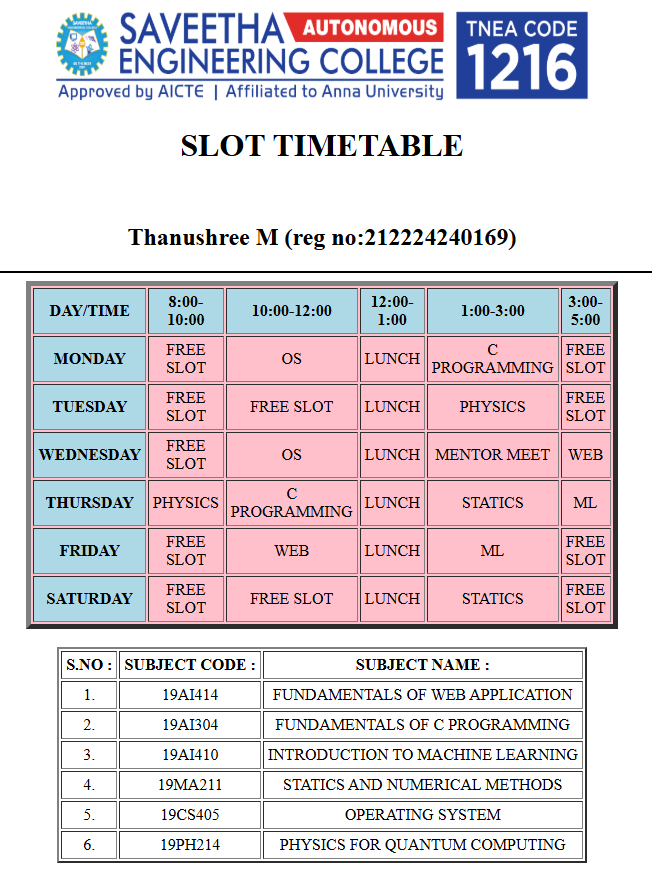 SAVEETHA AUTONOMOUS
ENGINEERING COLLEGE
Approved by AICTE | Affiliated to Anna University
TNEA CODE
1216
SLOT TIMETABLE
Thanushree M (reg no:212224240169)
DAY/TIME 8:00-10:00 10:00-12:00 12:00-1:00 1:00-3:00 3:00-5:00
MONDAY FREE SLOT OS LUNCH C PROGRAMMING FREE SLOT
TUESDAY FREE SLOT FREE SLOT LUNCH PHYSICS FREE SLOT
WEDNESDAY FREE SLOT OS LUNCH MENTOR MEET WEB
THURSDAY PHYSICS C PROGRAMMING LUNCH STATICS ML
FRIDAY FREE SLOT WEB LUNCH ML FREE SLOT
SATURDAY FREE SLOT FREE SLOT LUNCH STATICS FREE SLOT
S.NO : SUBJECT CODE : SUBJECT NAME :
1. 19AI414 FUNDAMENTALS OF WEB APPLICATION
2. 19AI304 FUNDAMENTALS OF C PROGRAMMING
3. 19AI410 INTRODUCTION TO MACHINE LEARNING
4. 19MA211 STATICS AND NUMERICAL METHODS
5. 19CS405 OPERATING SYSTEM
6. 19PH214 PHYSICS FOR QUANTUM COMPUTING